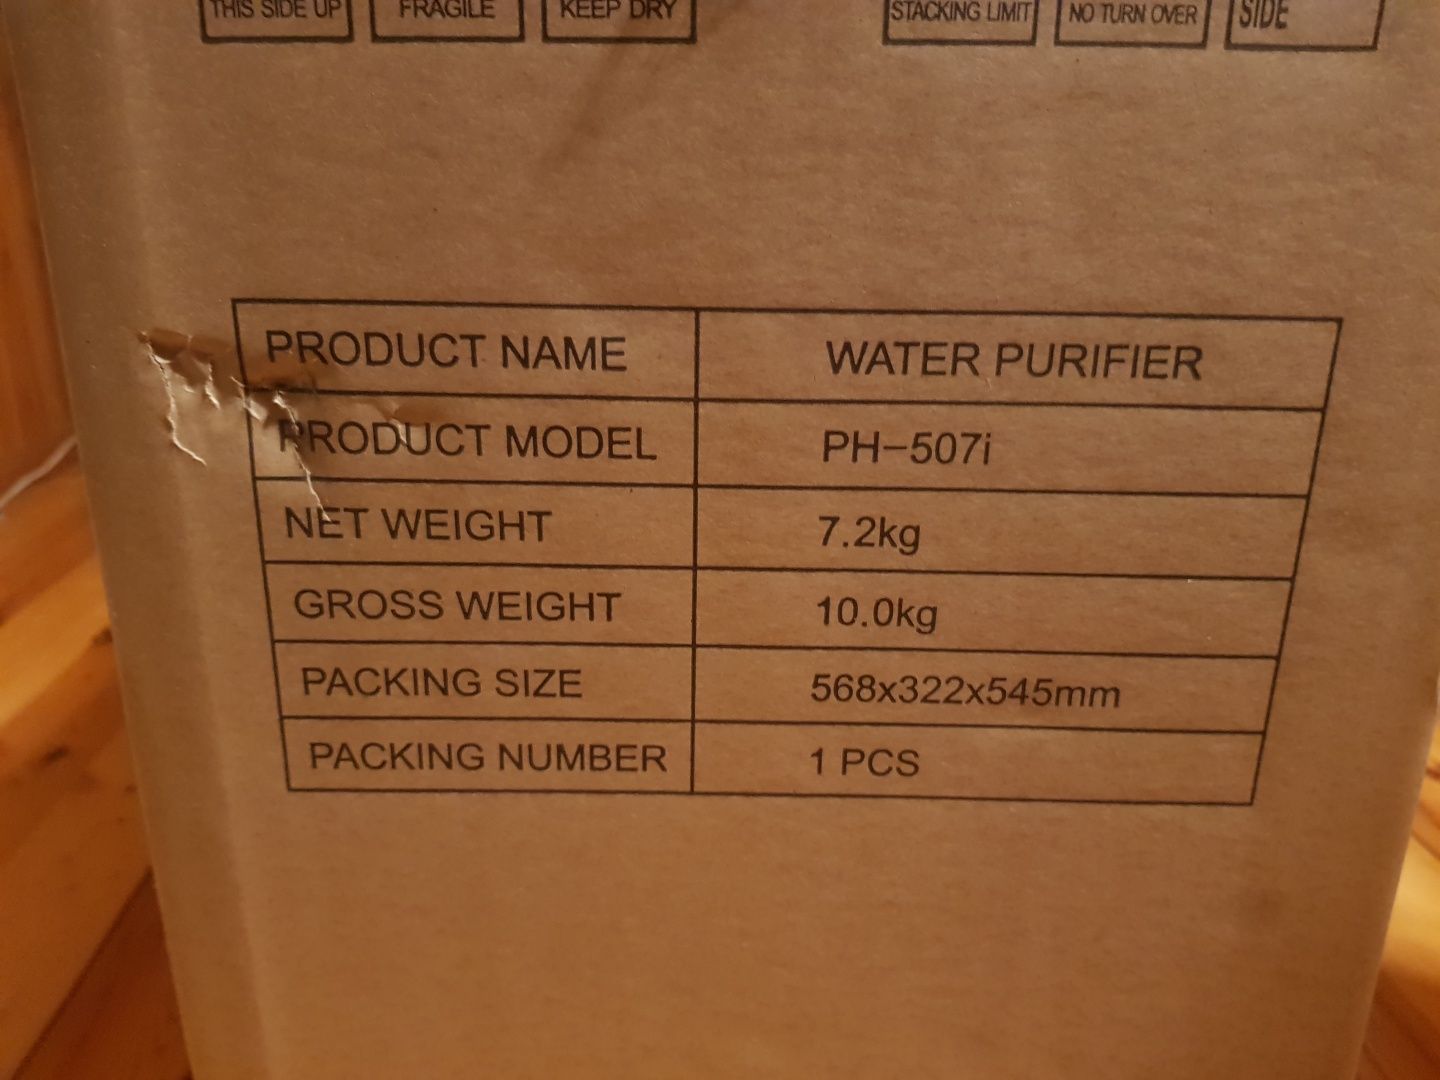 THIS SIDE UP FRAGILE KEEP DRY STACKING LIMIT NO TURN OVER SIDE
PRODUCT NAME WATER PURIFIER
PRODUCT MODEL PH-507i
NET WEIGHT 7.2kg
GROSS WEIGHT 10.0kg
PACKING SIZE 568x322x545mm
PACKING NUMBER 1 PCS